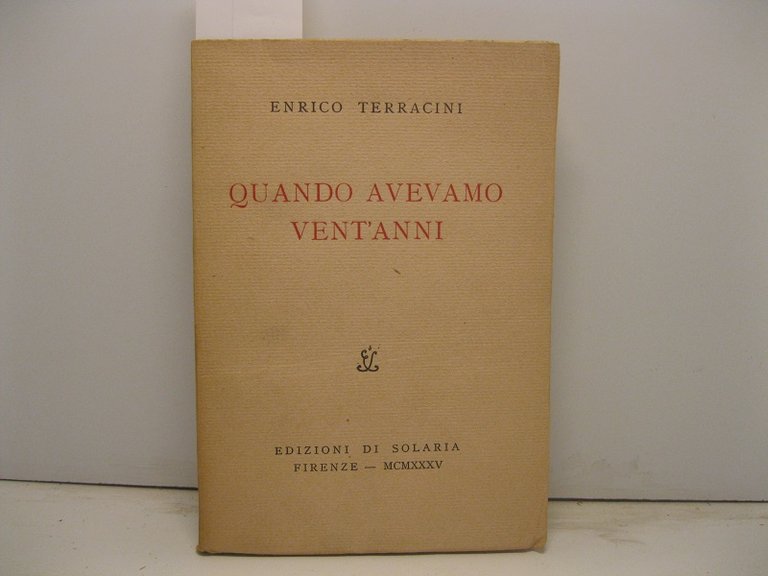 ENRICO TERRACINI
QUANDO AVEVAMO
VENT'ANNI
EDIZIONI DI SOLARIA
FIRENZE — MCMXXXV